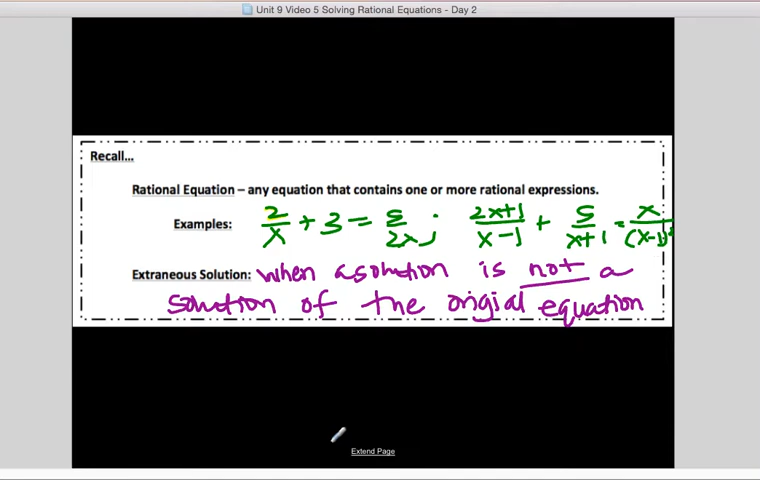 Unit 9 Video 5 Solving Rational Equations - Day 2
Recall...
Rational Equation – any equation that contains one or more rational expressions.
Examples: 2/x + 3 = 5/2x ; 2x+1/x-1 + 5/x+1 = x/(x-1)
Extraneous Solution: when a solution is not a
solution of the origial equation
Extend Page